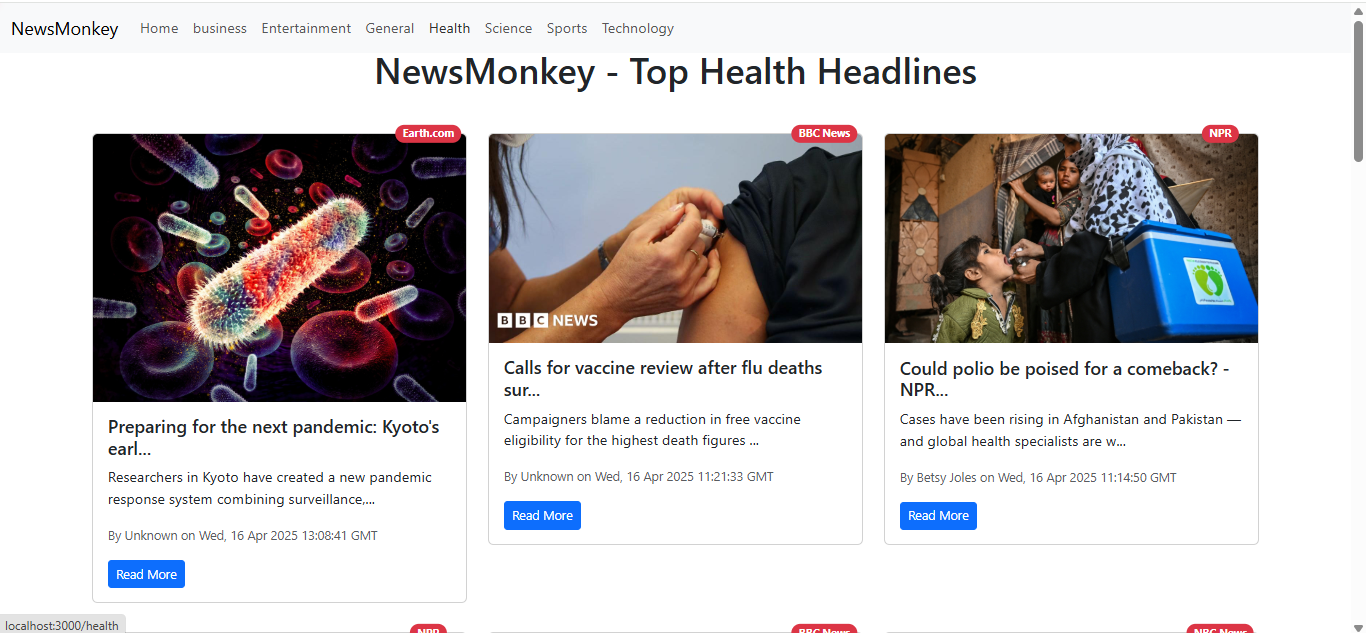 NewsMonkey Home business Entertainment General Health Science Sports Technology
NewsMonkey - Top Health Headlines
Earth.com
Preparing for the next pandemic: Kyoto's
earl...
Researchers in Kyoto have created a new pandemic
response system combining surveillance,...
By Unknown on Wed, 16 Apr 2025 13:08:41 GMT
Read More
BBC News
BBC NEWS
Calls for vaccine review after flu deaths
sur...
Campaigners blame a reduction in free vaccine
eligibility for the highest death figures ...
By Unknown on Wed, 16 Apr 2025 11:21:33 GMT
Read More
NPR
Could polio be poised for a comeback? -
NPR...
Cases have been rising in Afghanistan and Pakistan —
and global health specialists are w...
By Betsy Joles on Wed, 16 Apr 2025 11:14:50 GMT
Read More
NPR
BBC News
NBC News
localhost:3000/health